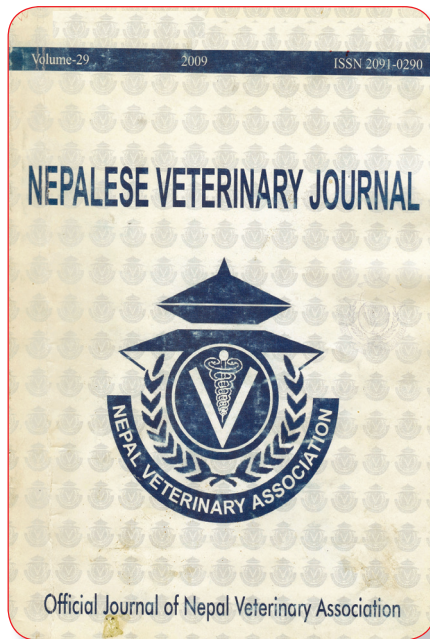 Volume-29 2009 ISSN 2091-0290
NEPALESE VETERINARY JOURNAL
V
NEPAL VETERINARY ASSOCIATION
Official Journal of Nepal Veterinary Association